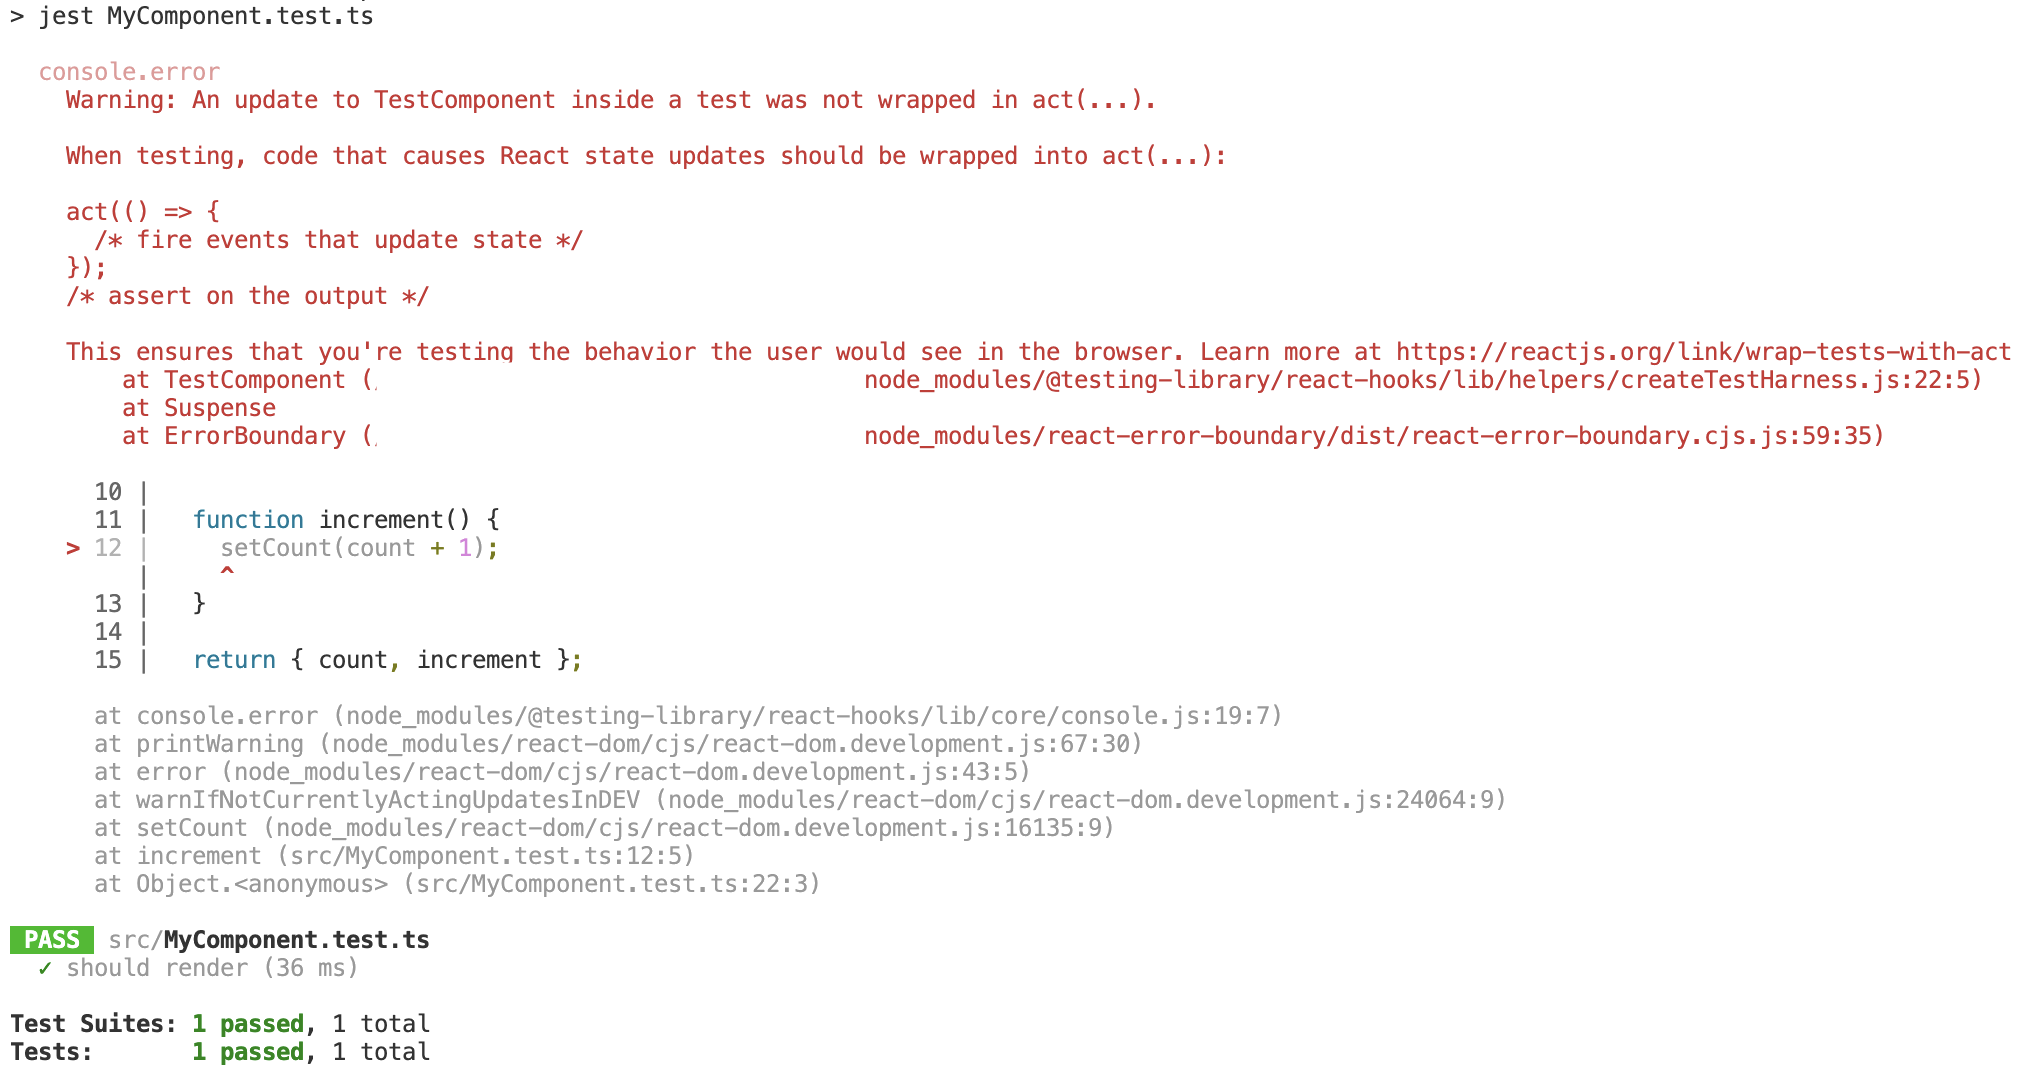 > jest MyComponent.test.ts
console.error
Warning: An update to TestComponent inside a test was not wrapped in act(...).
When testing, code that causes React state updates should be wrapped into act(...):
act(() => {
/* fire events that update state */
});
/* assert on the output */
This ensures that you're testing the behavior the user would see in the browser. Learn more at https://reactjs.org/link/wrap-tests-with-act
at TestComponent ( node_modules/@testing-library/react-hooks/lib/helpers/createTestHarness.js:22:5)
at Suspense
at ErrorBoundary ( node_modules/react-error-boundary/dist/react-error-boundary.cjs.js:59:35)
10 |
11 | function increment() {
> 12 | setCount(count + 1);
| ^
13 | }
14 |
15 | return { count, increment };
at console.error (node_modules/@testing-library/react-hooks/lib/core/console.js:19:7)
at printWarning (node_modules/react-dom/cjs/react-dom.development.js:67:30)
at error (node_modules/react-dom/cjs/react-dom.development.js:43:5)
at warnIfNotCurrentlyActingUpdatesInDEV (node_modules/react-dom/cjs/react-dom.development.js:24064:9)
at setCount (node_modules/react-dom/cjs/react-dom.development.js:16135:9)
at increment (src/MyComponent.test.ts:12:5)
at Object.<anonymous> (src/MyComponent.test.ts:22:3)
PASS src/MyComponent.test.ts
✓ should render (36 ms)
Test Suites: 1 passed, 1 total
Tests: 1 passed, 1 total